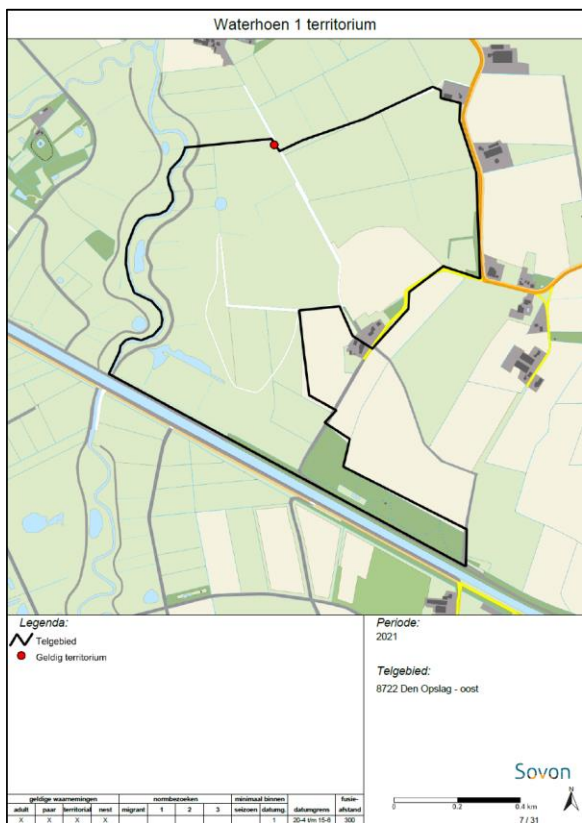 Waterhoen 1 territorium
Legenda:
Telgebied
Geldig territorium
Periode:
2021
Telgebied:
8722 Den Opslag - oost
Sovon
geldige waarnemingen normbezoeken minimaal binnen fusie-
adult paar territoriaal nest migrant 1 2 3 seizoen datumg. datumgrens afstand
X X X X 1 20-4 t/m 15-6 300
0 0.2 0.4 km
N
7 / 31